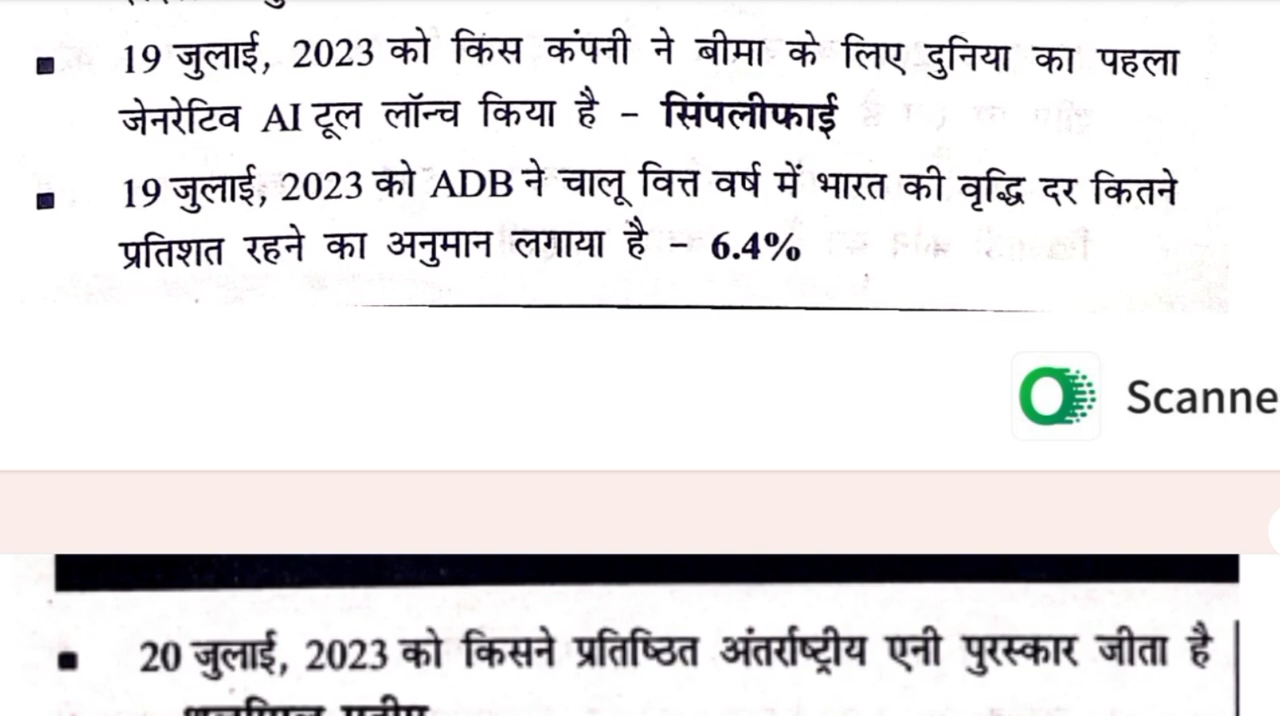 ■ 19 जुलाई, 2023 को किस कंपनी ने बीमा के लिए दुनिया का पहला
जेनरेटिव AI टूल लॉन्च किया है – सिंपलीफाई
■ 19 जुलाई, 2023 को ADB ने चालू वित्त वर्ष में भारत की वृद्धि दर कितने
प्रतिशत रहने का अनुमान लगाया है – 6.4%
Scanne
■ 20 जुलाई, 2023 को किसने प्रतिष्ठित अंतर्राष्ट्रीय एनी पुरस्कार जीता है